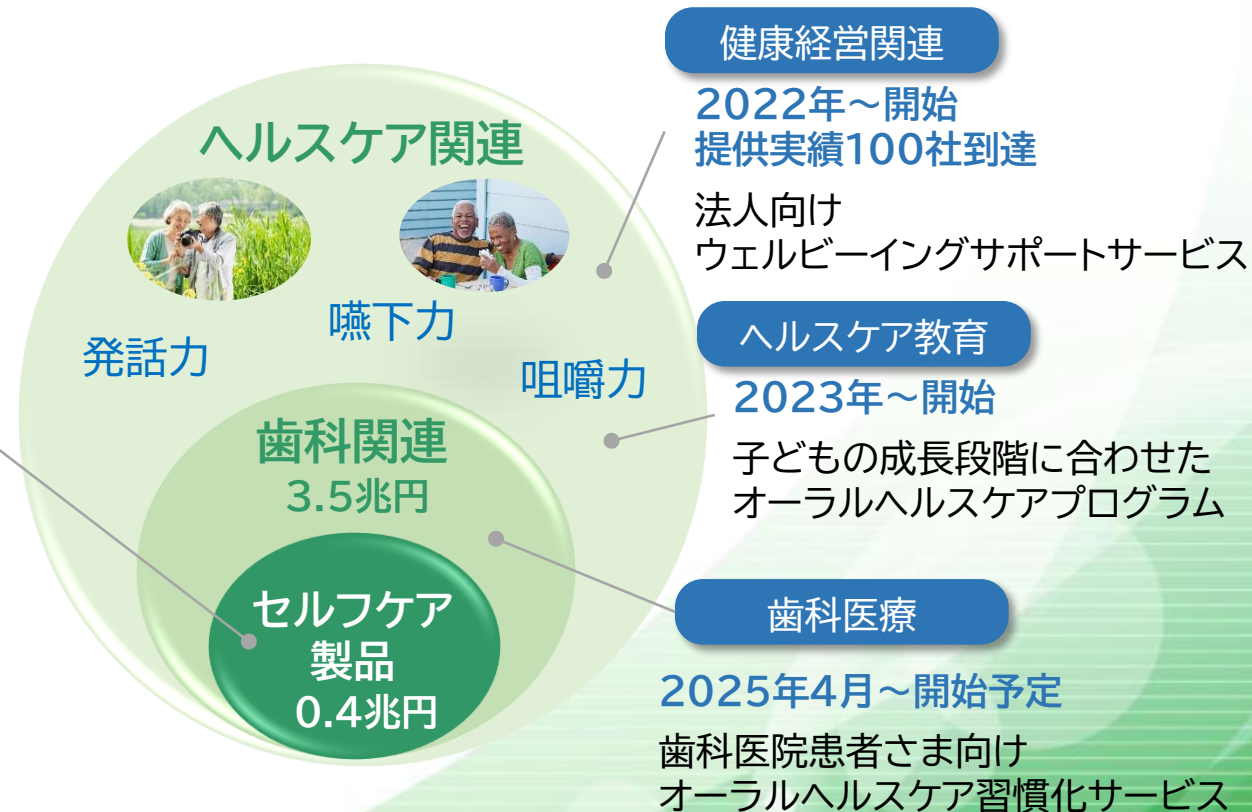 ヘルスケア関連
発話力
嚥下力
咀嚼力
歯科関連
3.5兆円
セルフケア
製品
0.4兆円
健康経営関連
2022年～開始
提供実績100社到達
法人向け
ウェルビーイングサポートサービス
ヘルスケア教育
2023年～開始
子どもの成長段階に合わせた
オーラルヘルスケアプログラム
歯科医療
2025年4月～開始予定
歯科医院患者さま向け
オーラルヘルスケア習慣化サービス